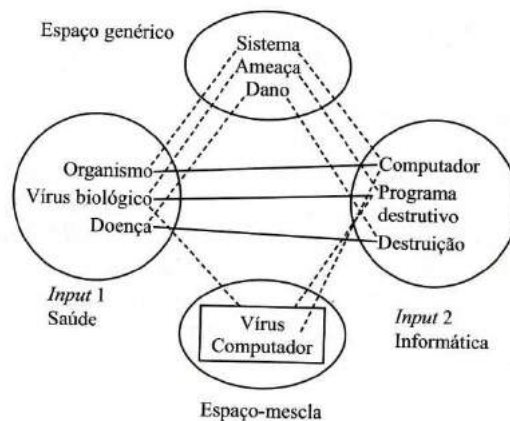 Espaço genérico
Sistema
Ameaça
Dano
Organismo
Vírus biológico
Doença
Computador
Programa
destrutivo
Destruição
Input 1
Saúde
Vírus
Computador
Input 2
Informática
Espaço-mescla